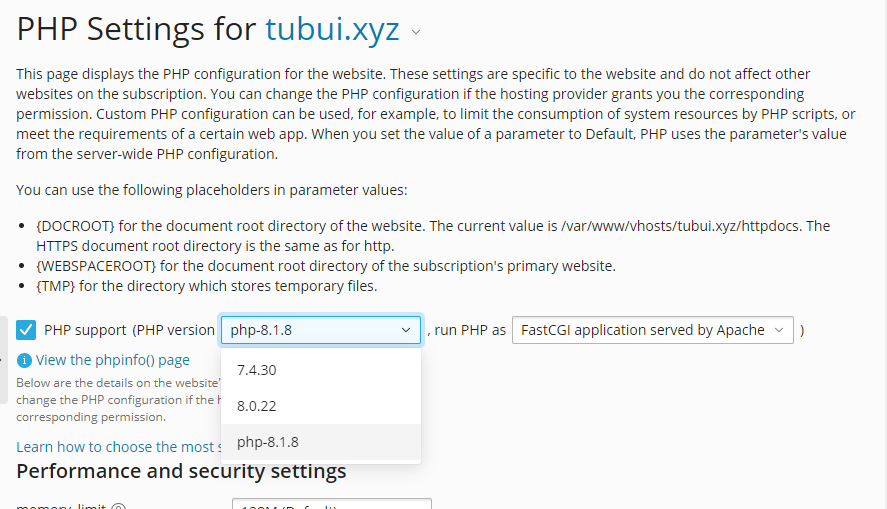 PHP Settings for tubui.xyz
This page displays the PHP configuration for the website. These settings are specific to the website and do not affect other
websites on the subscription. You can change the PHP configuration if the hosting provider grants you the corresponding
permission. Custom PHP configuration can be used, for example, to limit the consumption of system resources by PHP scripts, or
meet the requirements of a certain web app. When you set the value of a parameter to Default, PHP uses the parameter's value
from the server-wide PHP configuration.
You can use the following placeholders in parameter values:
• {DOCROOT} for the document root directory of the website. The current value is /var/www/vhosts/tubui.xyz/httpdocs. The
HTTPS document root directory is the same as for http.
• {WEBSPACEROOT} for the document root directory of the subscription's primary website.
• {TMP} for the directory which stores temporary files.
PHP support (PHP version php-8.1.8 , run PHP as FastCGI application served by Apache )
View the phpinfo() page
7.4.30
Below are the details on the website'
change the PHP configuration if the
8.0.22
corresponding permission.
php-8.1.8
Learn how to choose the most
Performance and security settings
memory_limit 128M (Default)